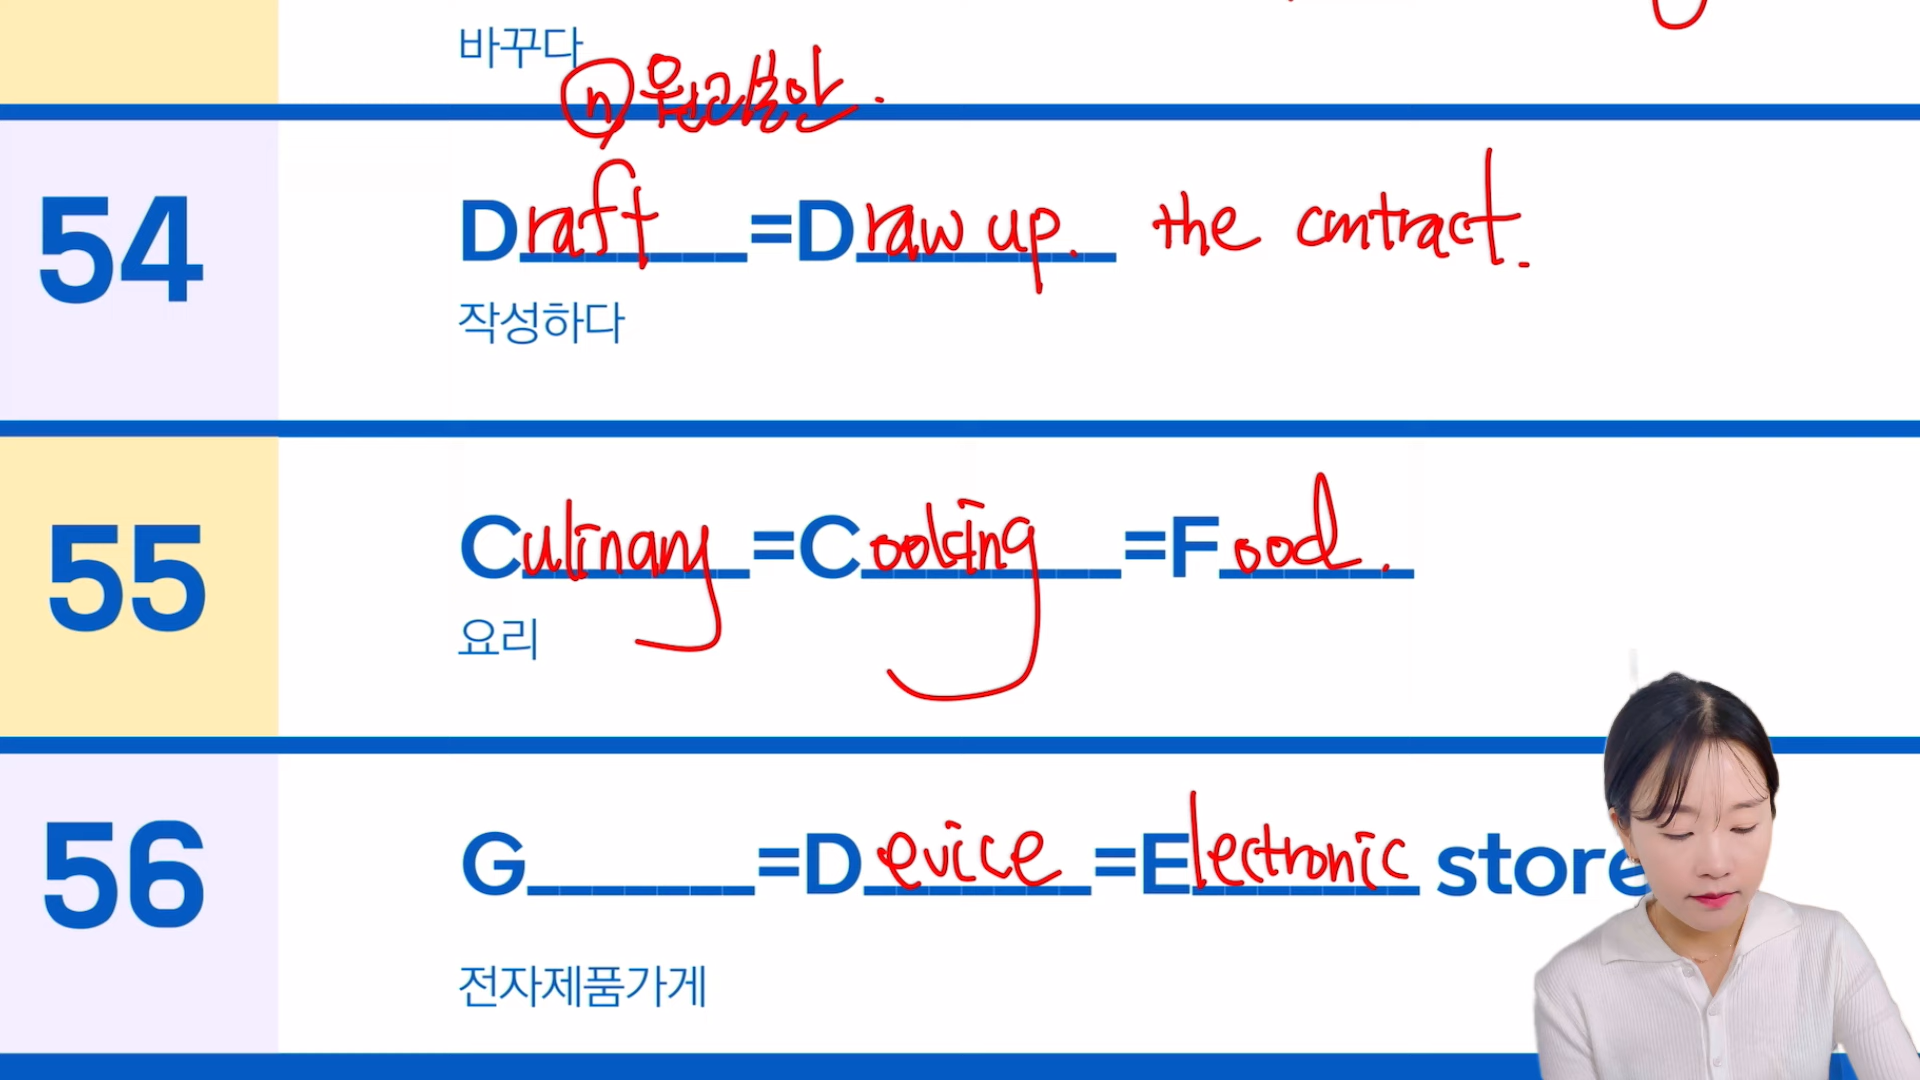 바꾸다
n 원고 초안.
54
Draft=Draw up. the contract.
작성하다
55
Culinary=Cooking=Food.
요리
56
G______=Device=Electronic store
전자제품가게